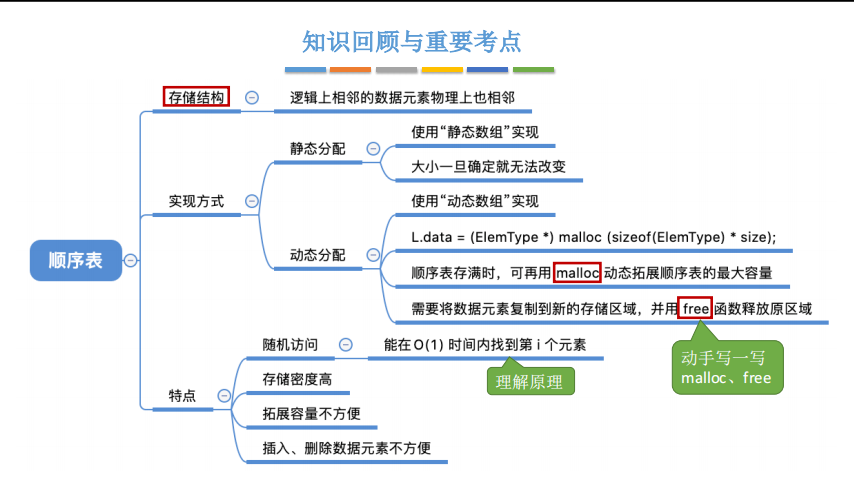 知识回顾与重要考点
存储结构
逻辑上相邻的数据元素物理上也相邻
使用“静态数组”实现
静态分配
大小一旦确定就无法改变
实现方式
使用“动态数组”实现
L.data = (ElemType *) malloc (sizeof(ElemType) * size);
动态分配
顺序表
顺序表存满时，可再用 malloc 动态拓展顺序表的最大容量
需要将数据元素复制到新的存储区域，并用 free 函数释放原区域
随机访问
能在 O(1) 时间内找到第 i 个元素
动手写一写
malloc、free
理解原理
存储密度高
特点
拓展容量不方便
插入、删除数据元素不方便